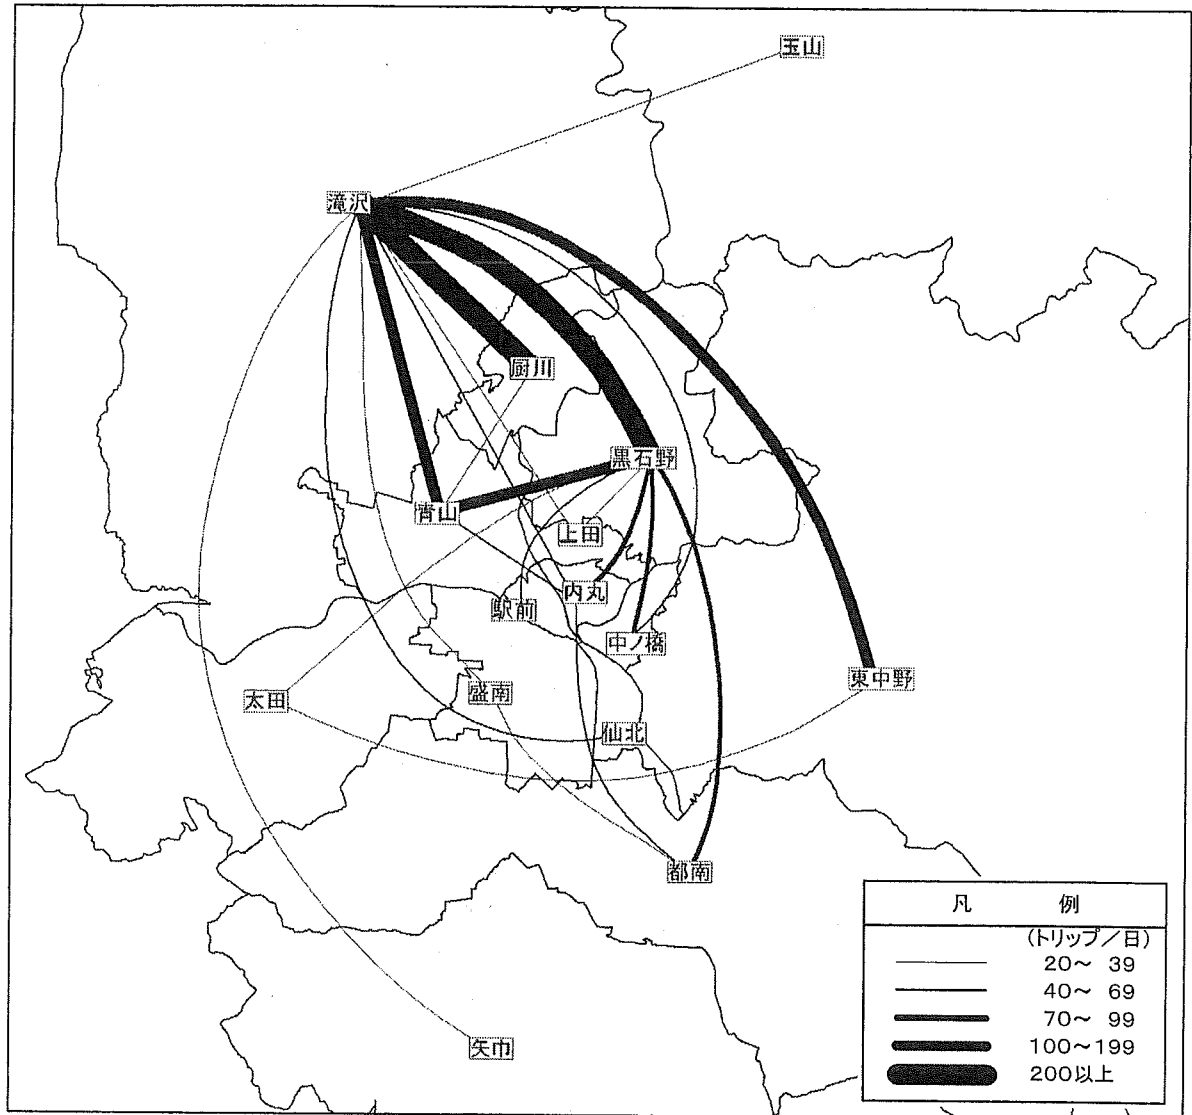 玉山
滝沢
厨川
黒石野
青山
上田
内丸
駅前
中ノ橋
東中野
盛南
太田
仙北
都南
矢巾
凡 例
(トリップ／日)
20～ 39
40～ 69
70～ 99
100～199
200以上